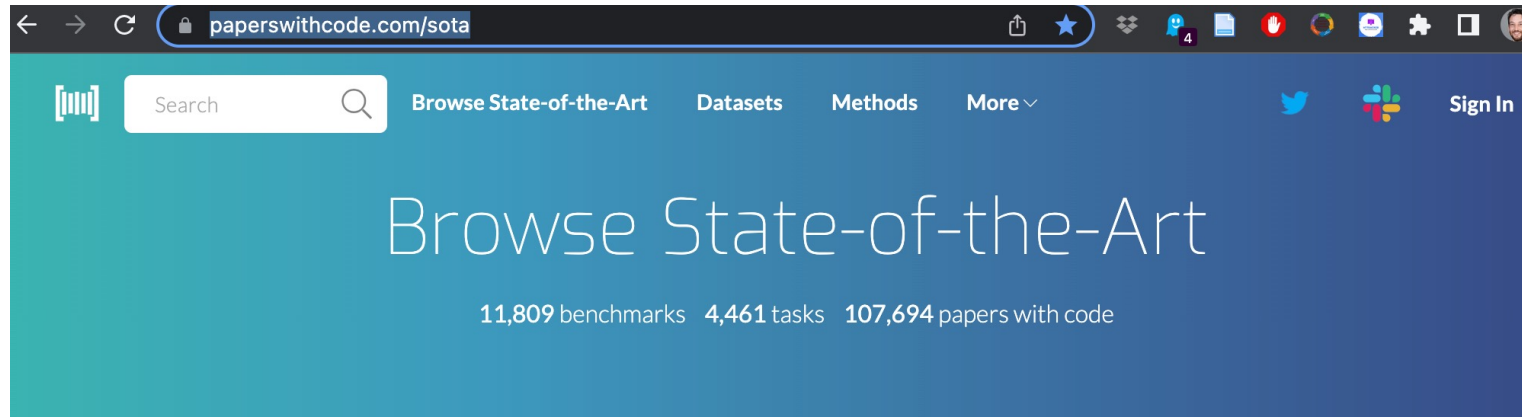 paperswithcode.com/sota
4
Search
Browse State-of-the-Art
Datasets
Methods
More
Sign In
Browse State-of-the-Art
11,809 benchmarks 4,461 tasks 107,694 papers with code